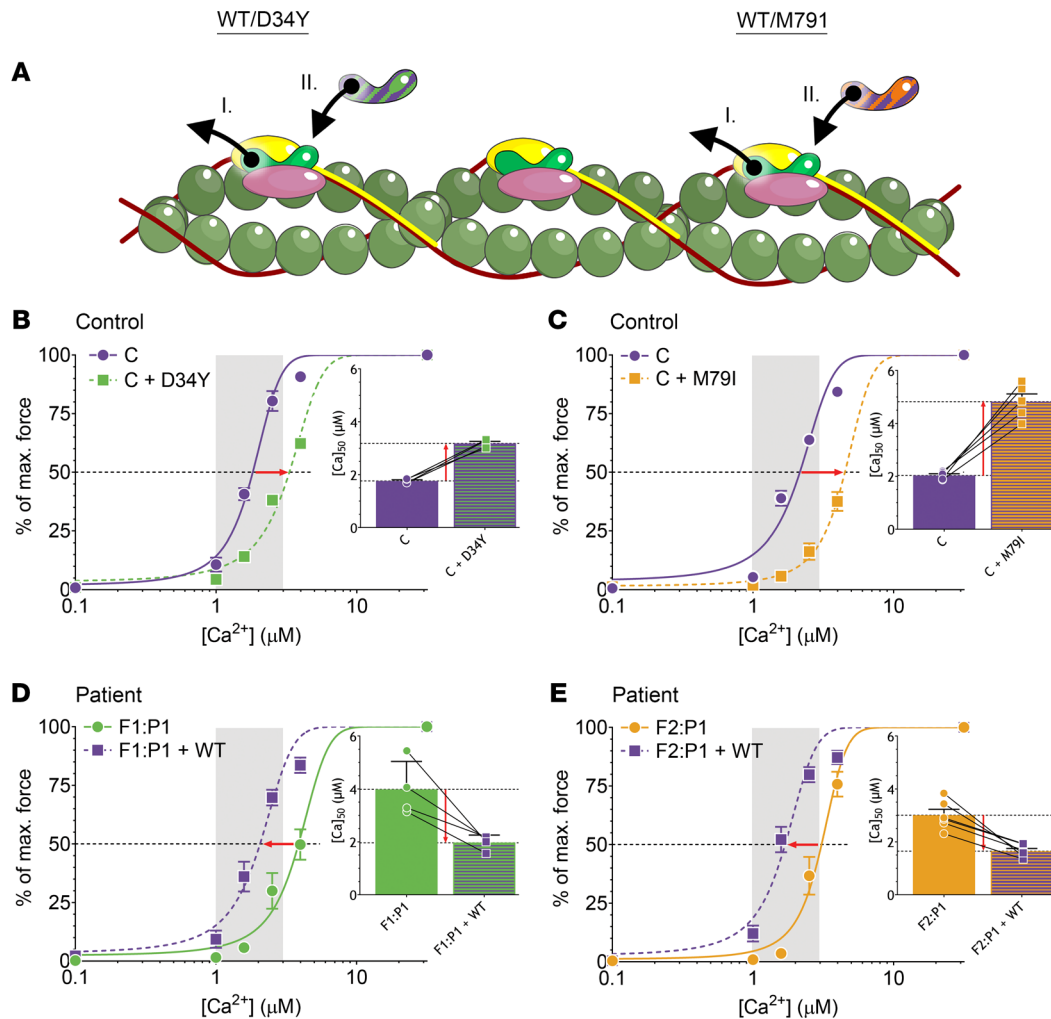 WT/D34Y
WT/M791
A
I.
II.
I.
II.
B Control
C
C + D34Y
% of max. force
100
75
50
25
0
0.1
1
10
[Ca²⁺] (µM)
[Ca]₅₀ (µM)
6
4
2
0
C
C + D34Y
C Control
C
C + M79I
% of max. force
100
75
50
25
0
0.1
1
10
[Ca²⁺] (µM)
[Ca]₅₀ (µM)
6
4
2
0
C
C + M79I
D Patient
F1:P1
F1:P1 + WT
% of max. force
100
75
50
25
0
0.1
1
10
[Ca²⁺] (µM)
[Ca]₅₀ (µM)
6
4
2
0
F1:P1
F1:P1 + WT
E Patient
F2:P1
F2:P1 + WT
% of max. force
100
75
50
25
0
0.1
1
10
[Ca²⁺] (µM)
[Ca]₅₀ (µM)
6
4
2
0
F2:P1
F2:P1 + WT